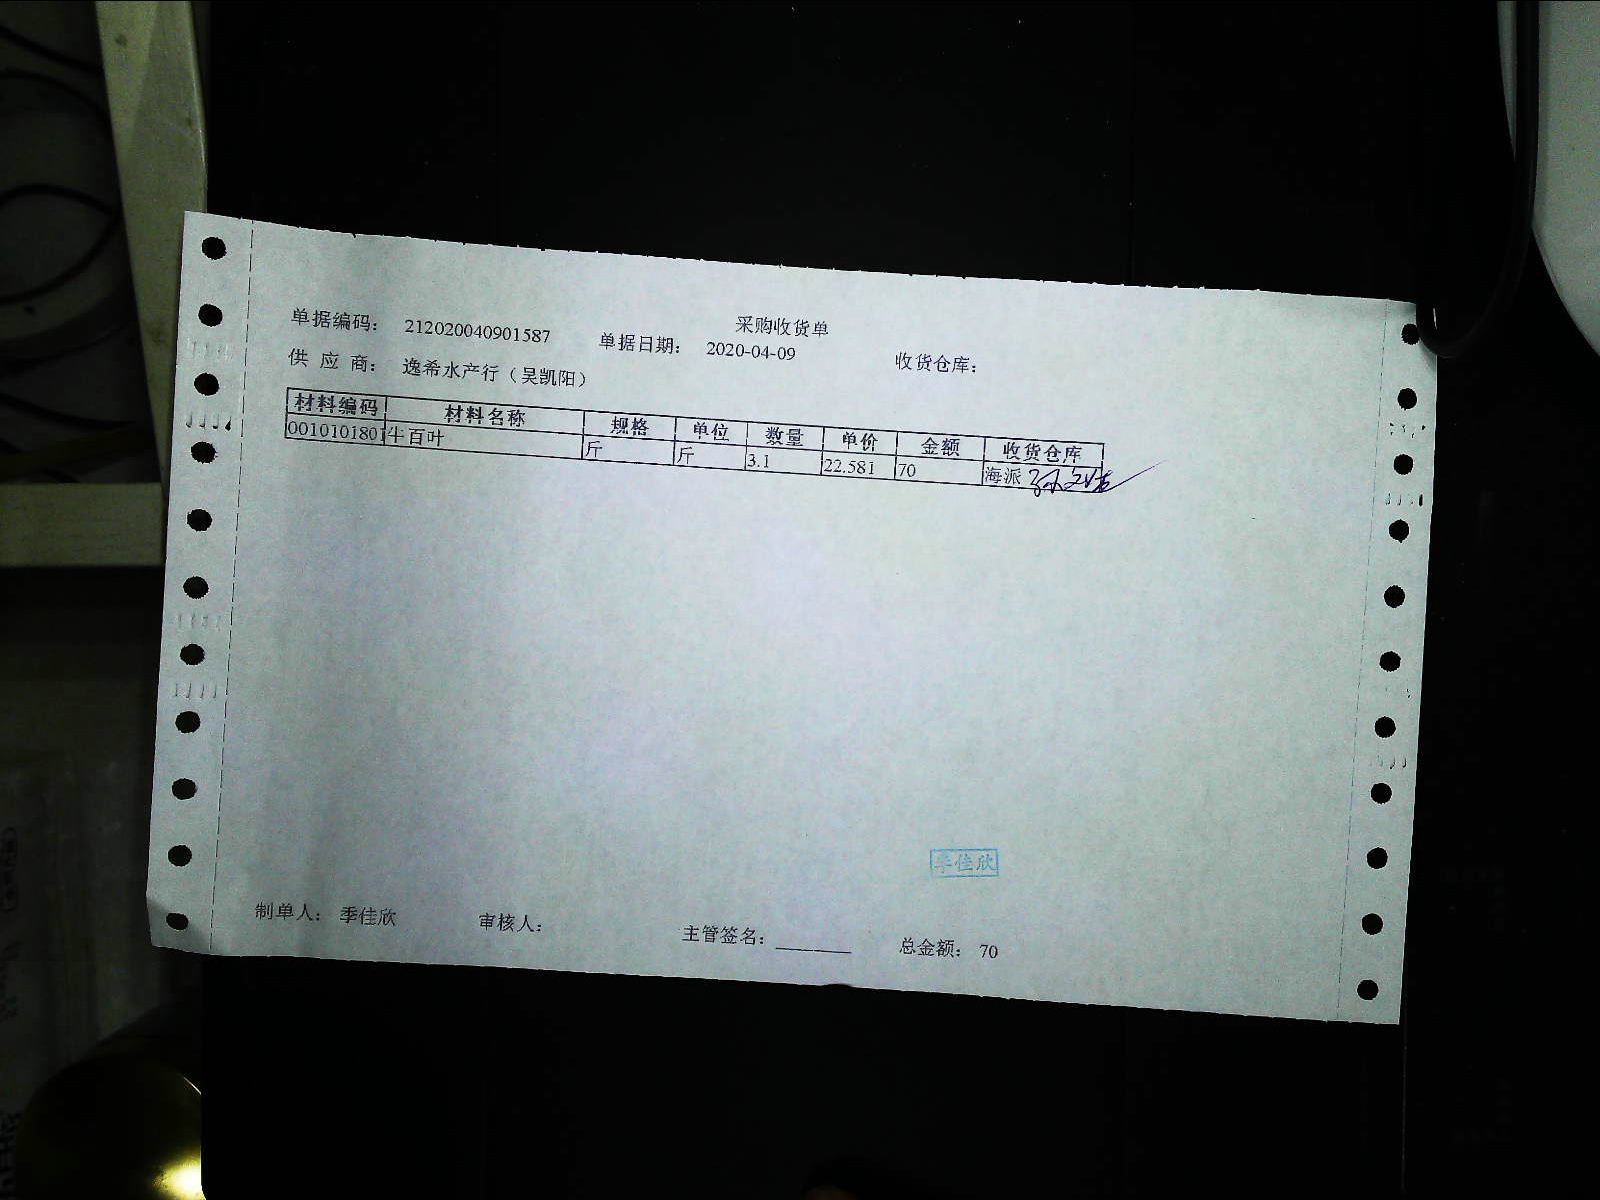 采购收货单
单据编码： 212020040901587 单据日期： 2020-04-09 收货仓库：
供 应 商： 逸希水产行（吴凯阳）
材料编码 材料名称 规格 单位 数量 单价 金额 收货仓库
0010101801 牛百叶 斤 斤 3.1 22.581 70 海派
季佳欣
制单人： 季佳欣 审核人： 主管签名：________ 总金额： 70